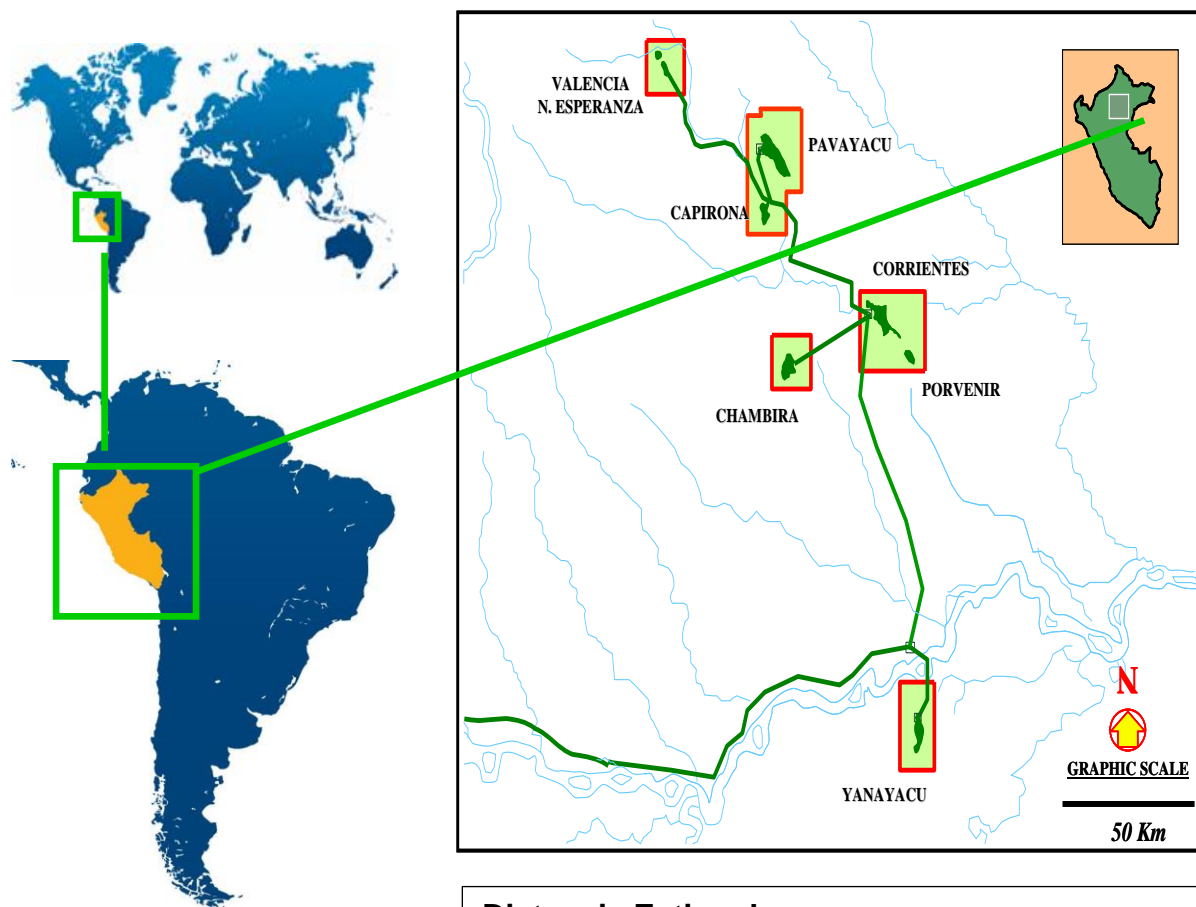 VALENCIA
N. ESPERANZA
PAVAYACU
CAPIRONA
CORRIENTES
CHAMBIRA
PORVENIR
YANAYACU
N
GRAPHIC SCALE
50 Km